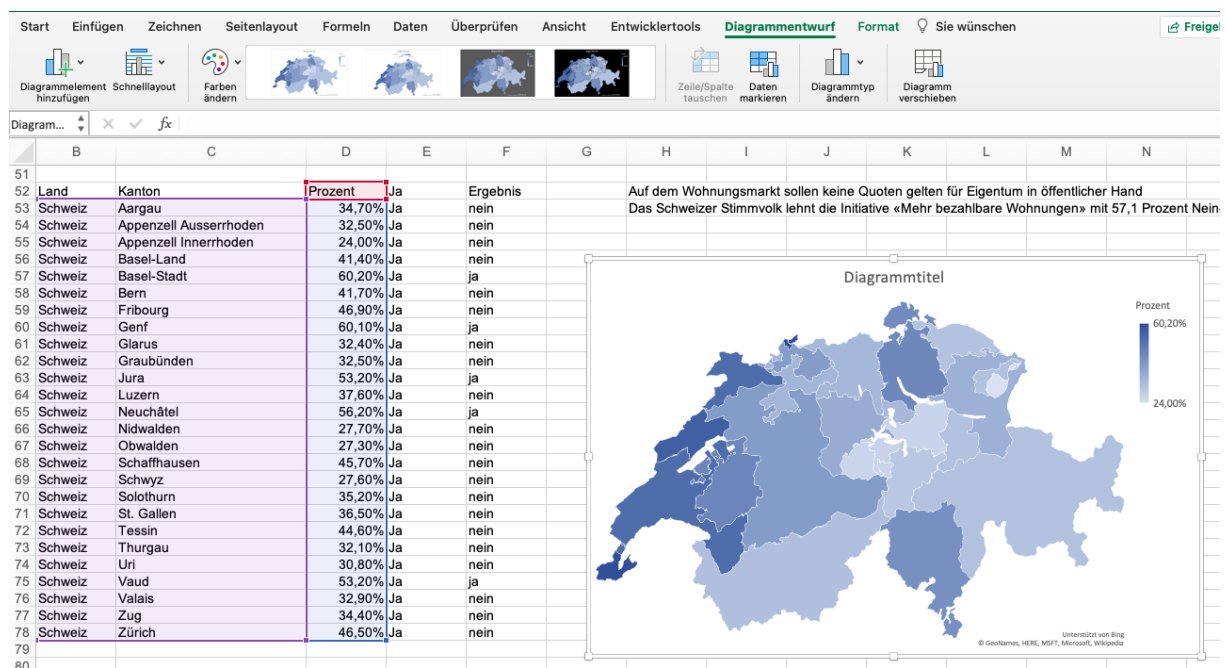 Start Einfügen Zeichnen Seitenlayout Formeln Daten Überprüfen Ansicht Entwicklertools Diagrammentwurf Format Sie wünschen Freigel
Diagrammelement hinzufügen
Schnelllayout
Farben ändern
Zeile/Spalte tauschen
Daten markieren
Diagrammtyp ändern
Diagramm verschieben
Diagram... fx
B C D E F G H I J K L M N
51
52 Land Kanton Prozent Ja Ergebnis Auf dem Wohnungsmarkt sollen keine Quoten gelten für Eigentum in öffentlicher Hand
53 Schweiz Aargau 34,70% Ja nein Das Schweizer Stimmvolk lehnt die Initiative «Mehr bezahlbare Wohnungen» mit 57,1 Prozent Nein-
54 Schweiz Appenzell Ausserrhoden 32,50% Ja nein
55 Schweiz Appenzell Innerrhoden 24,00% Ja nein
56 Schweiz Basel-Land 41,40% Ja nein
57 Schweiz Basel-Stadt 60,20% Ja ja
58 Schweiz Bern 41,70% Ja nein
59 Schweiz Fribourg 46,90% Ja nein
60 Schweiz Genf 60,10% Ja ja
61 Schweiz Glarus 32,40% Ja nein
62 Schweiz Graubünden 32,50% Ja nein
63 Schweiz Jura 53,20% Ja ja
64 Schweiz Luzern 37,60% Ja nein
65 Schweiz Neuchâtel 56,20% Ja ja
66 Schweiz Nidwalden 27,70% Ja nein
67 Schweiz Obwalden 27,30% Ja nein
68 Schweiz Schaffhausen 45,70% Ja nein
69 Schweiz Schwyz 27,60% Ja nein
70 Schweiz Solothurn 35,20% Ja nein
71 Schweiz St. Gallen 36,50% Ja nein
72 Schweiz Tessin 44,60% Ja nein
73 Schweiz Thurgau 32,10% Ja nein
74 Schweiz Uri 30,80% Ja nein
75 Schweiz Vaud 53,20% Ja ja
76 Schweiz Valais 32,90% Ja nein
77 Schweiz Zug 34,40% Ja nein
78 Schweiz Zürich 46,50% Ja nein
79
80
Diagrammtitel
Prozent
60,20%
24,00%
Unterstützt von Bing
© GeoNames, HERE, MSFT, Microsoft, Wikipedia